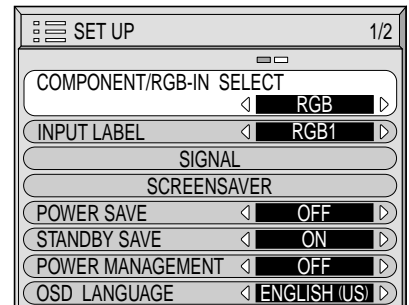 SET UP 1/2
COMPONENT/RGB-IN SELECT
RGB
INPUT LABEL RGB1
SIGNAL
SCREENSAVER
POWER SAVE OFF
STANDBY SAVE ON
POWER MANAGEMENT OFF
OSD LANGUAGE ENGLISH (US)